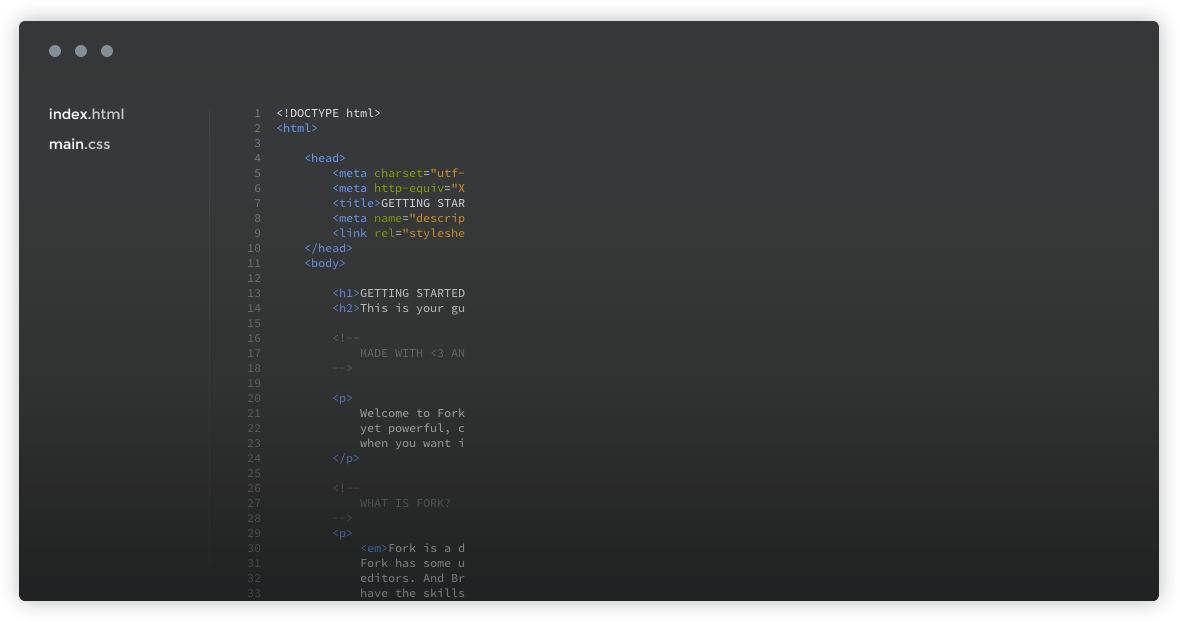 index.html
main.css
1 <!DOCTYPE html>
2 <html>
3
4 <head>
5 <meta charset="utf-
6 <meta http-equiv="X
7 <title>GETTING STAR
8 <meta name="descrip
9 <link rel="styleshe
10 </head>
11 <body>
12
13 <h1>GETTING STARTED
14 <h2>This is your gu
15
16 <!--
17 MADE WITH <3 AN
18 -->
19
20 <p>
21 Welcome to Fork
22 yet powerful, c
23 when you want i
24 </p>
25
26 <!--
27 WHAT IS FORK?
28 -->
29 <p>
30 <em>Fork is a d
31 Fork has some u
32 editors. And Br
33 have the skills